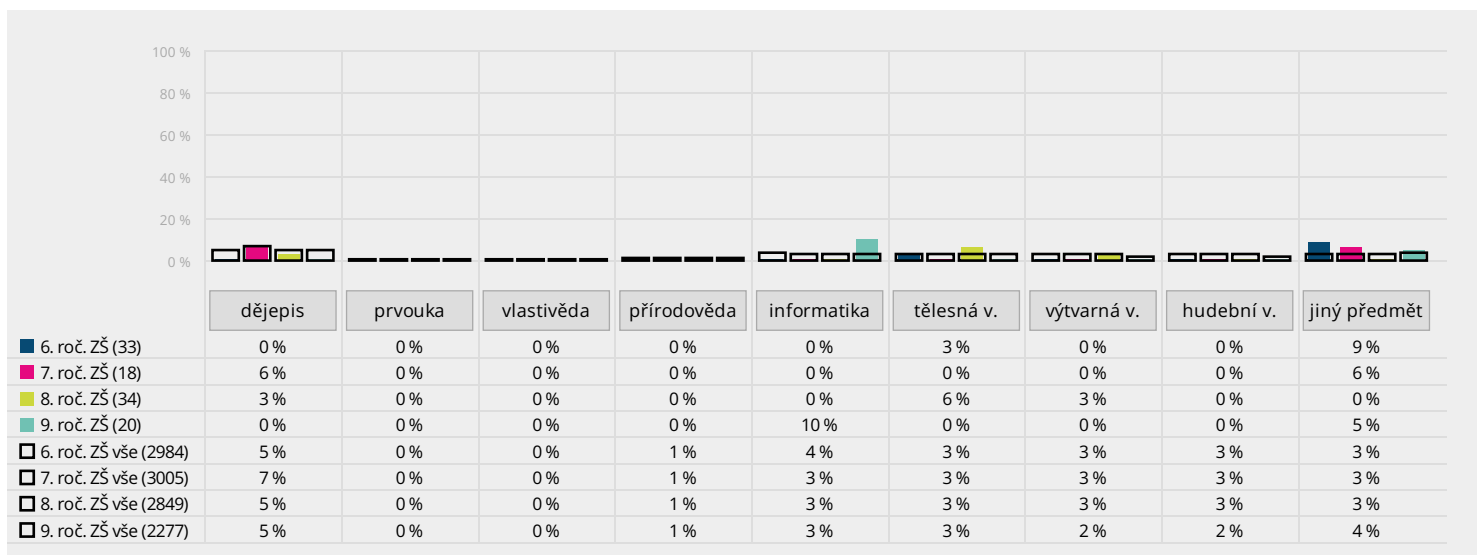 100 %
80 %
60 %
40 %
20 %
0 %
dějepis prvouka vlastivěda přírodověda informatika tělesná v. výtvarná v. hudební v. jiný předmět
6. roč. ZŠ (33) 0 % 0 % 0 % 0 % 0 % 3 % 0 % 0 % 9 %
7. roč. ZŠ (18) 6 % 0 % 0 % 0 % 0 % 0 % 0 % 0 % 6 %
8. roč. ZŠ (34) 3 % 0 % 0 % 0 % 0 % 6 % 3 % 0 % 0 %
9. roč. ZŠ (20) 0 % 0 % 0 % 0 % 10 % 0 % 0 % 0 % 5 %
6. roč. ZŠ vše (2984) 5 % 0 % 0 % 1 % 4 % 3 % 3 % 3 % 3 %
7. roč. ZŠ vše (3005) 7 % 0 % 0 % 1 % 3 % 3 % 3 % 3 % 3 %
8. roč. ZŠ vše (2849) 5 % 0 % 0 % 1 % 3 % 3 % 3 % 3 % 3 %
9. roč. ZŠ vše (2277) 5 % 0 % 0 % 1 % 3 % 3 % 2 % 2 % 4 %